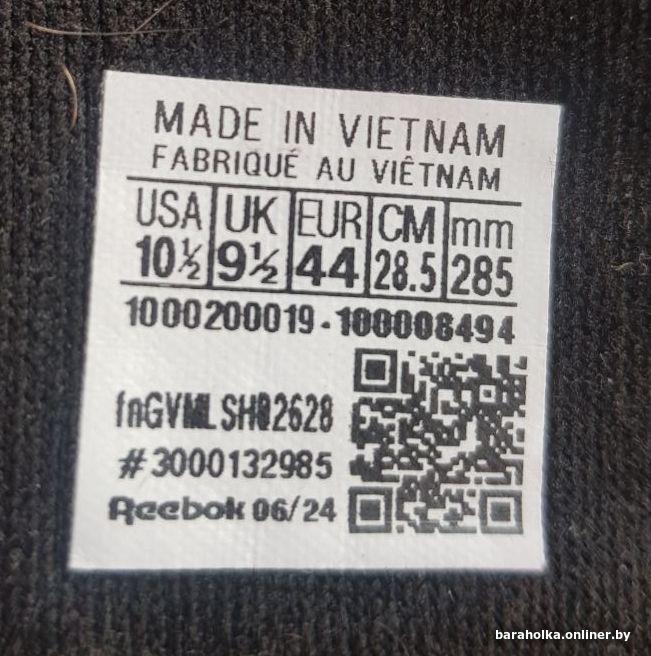 MADE IN VIETNAM
FABRIQUÉ AU VIÊTNAM
USA UK EUR CM mm
10½ 9½ 44 28.5 285
1000200019-100008494
fnGVMLSHQ2628
#3000132985
Reebok 06/24
baraholka.onliner.by